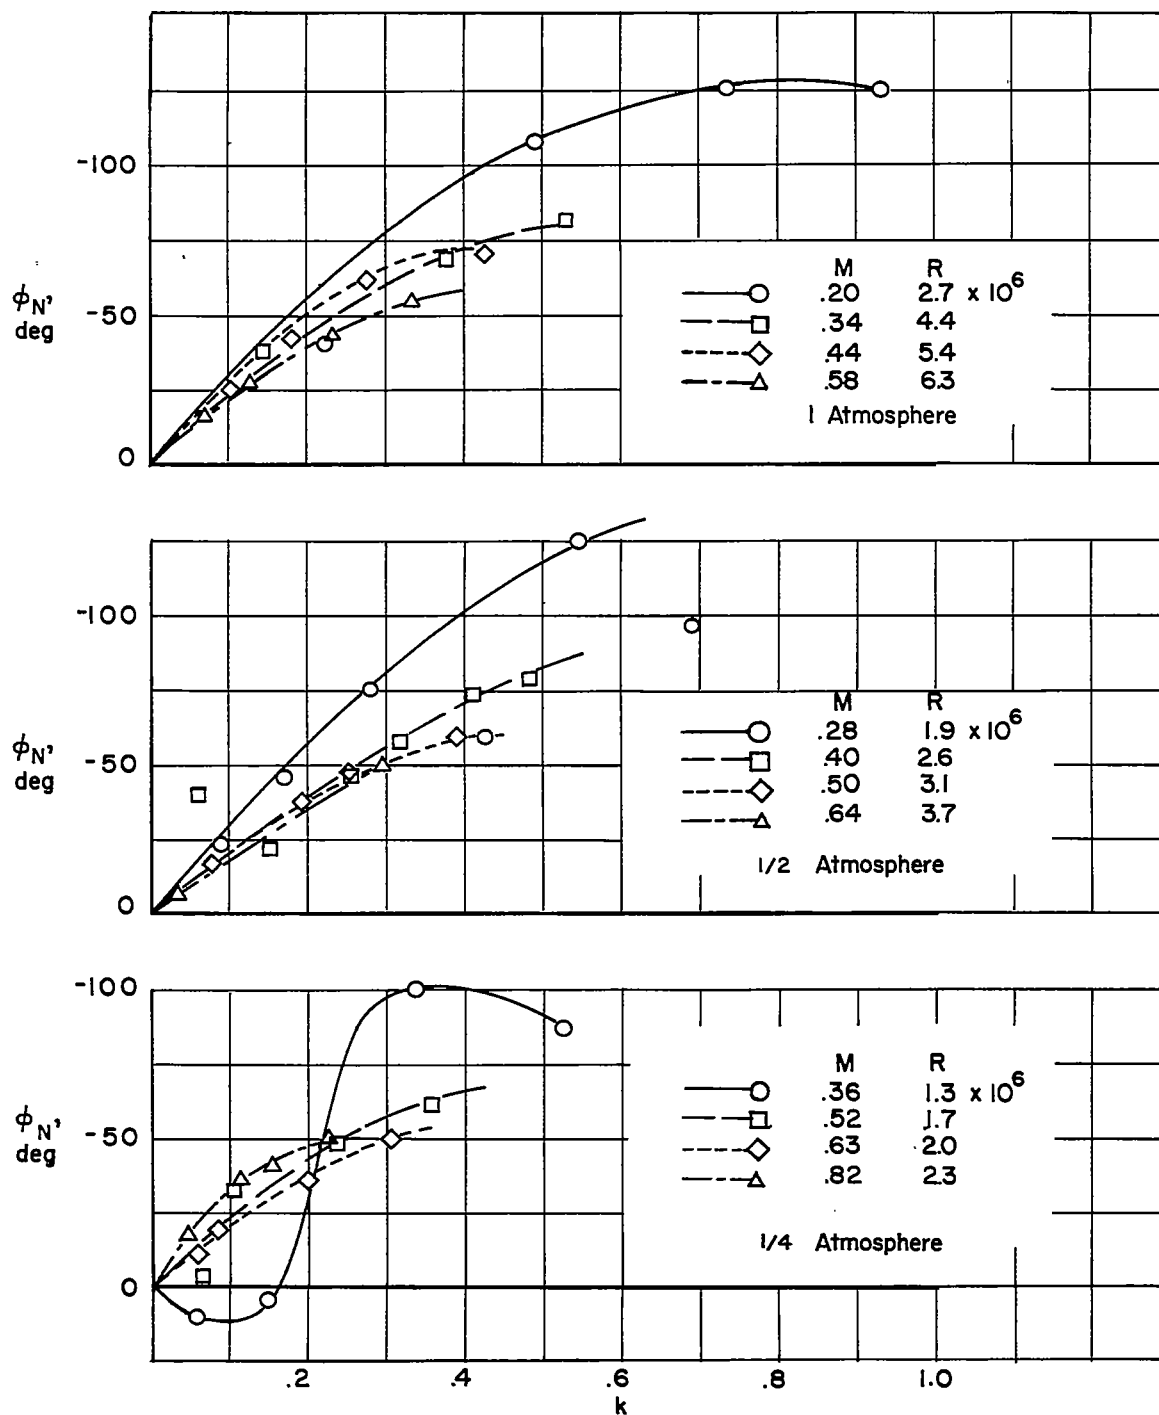 -100
-50
0
ϕN,
deg
M R
.20 2.7 x 10^6
.34 4.4
.44 5.4
.58 6.3
1 Atmosphere
-100
-50
0
ϕN,
deg
M R
.28 1.9 x 10^6
.40 2.6
.50 3.1
.64 3.7
1/2 Atmosphere
-100
-50
0
ϕN,
deg
M R
.36 1.3 x 10^6
.52 1.7
.63 2.0
.82 2.3
1/4 Atmosphere
.2 .4 .6 .8 1.0
k